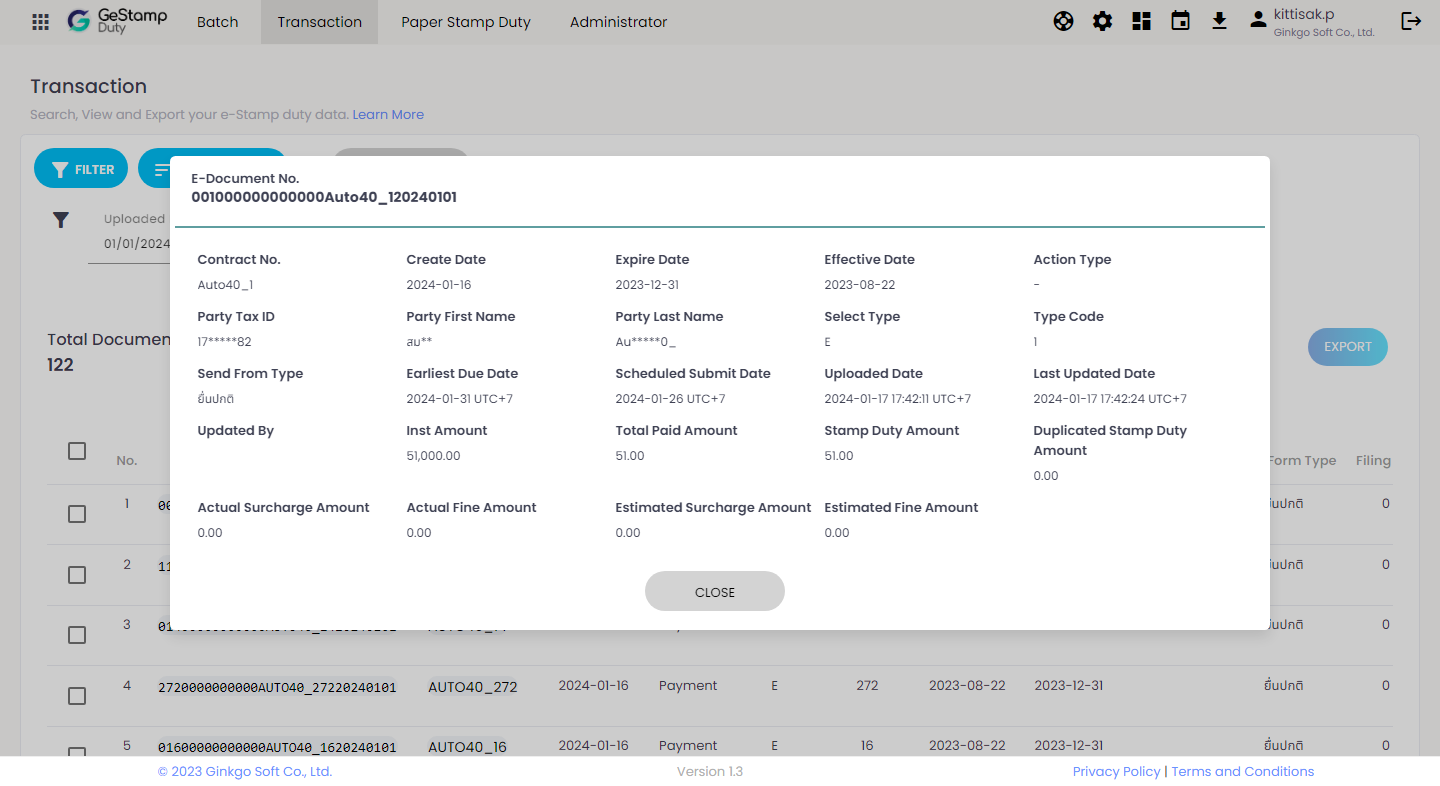 GeStamp
Duty
Batch
Transaction
Paper Stamp Duty
Administrator
kittisak.p
Ginkgo Soft Co., Ltd.
Transaction
Search, View and Export your e-Stamp duty data. Learn More
FILTER
Uploaded
01/01/2024
Total Documen
122
EXPORT
E-Document No.
001000000000000Auto40_120240101
Contract No. Create Date Expire Date Effective Date Action Type
Auto40_1 2024-01-16 2023-12-31 2023-08-22 -
Party Tax ID Party First Name Party Last Name Select Type Type Code
17*****82 สม** Au*****0_ E 1
Send From Type Earliest Due Date Scheduled Submit Date Uploaded Date Last Updated Date
ยื่นปกติ 2024-01-31 UTC+7 2024-01-26 UTC+7 2024-01-17 17:42:11 UTC+7 2024-01-17 17:42:24 UTC+7
Updated By Inst Amount Total Paid Amount Stamp Duty Amount Duplicated Stamp Duty
Amount
51,000.00 51.00 51.00 0.00
Actual Surcharge Amount Actual Fine Amount Estimated Surcharge Amount Estimated Fine Amount
0.00 0.00 0.00 0.00
CLOSE
No. Form Type Filing
1 00 ยื่นปกติ 0
2 11 ยื่นปกติ 0
3 ยื่นปกติ 0
4 2720000000000AUTO40_27220240101 AUTO40_272 2024-01-16 Payment E 272 2023-08-22 2023-12-31 ยื่นปกติ 0
5 01600000000000AUTO40_1620240101 AUTO40_16 2024-01-16 Payment E 16 2023-08-22 2023-12-31 ยื่นปกติ 0
© 2023 Ginkgo Soft Co., Ltd.
Version 1.3
Privacy Policy | Terms and Conditions